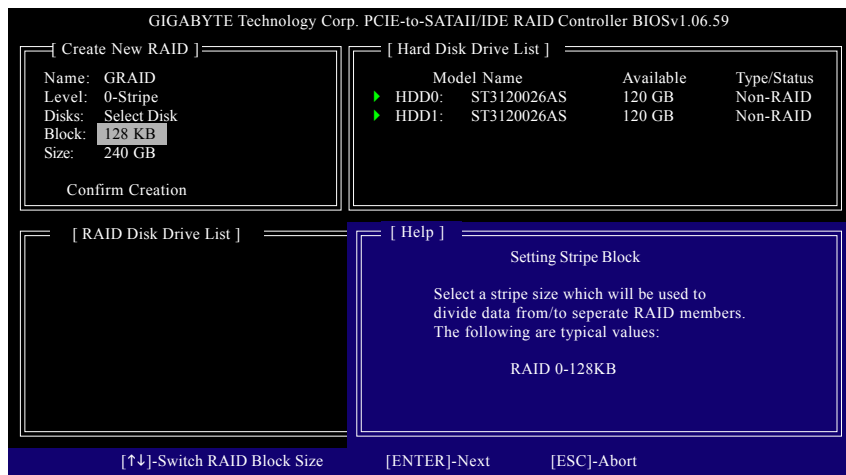 GIGABYTE Technology Corp. PCIE-to-SATAII/IDE RAID Controller BIOSv1.06.59
[ Create New RAID ]
Name: GRAID
Level: 0-Stripe
Disks: Select Disk
Block: 128 KB
Size: 240 GB
Confirm Creation
[ Hard Disk Drive List ]
Model Name Available Type/Status
HDD0: ST3120026AS 120 GB Non-RAID
HDD1: ST3120026AS 120 GB Non-RAID
[ RAID Disk Drive List ]
[ Help ]
Setting Stripe Block
Select a stripe size which will be used to
divide data from/to seperate RAID members.
The following are typical values:
RAID 0-128KB
[↑↓]-Switch RAID Block Size [ENTER]-Next [ESC]-Abort